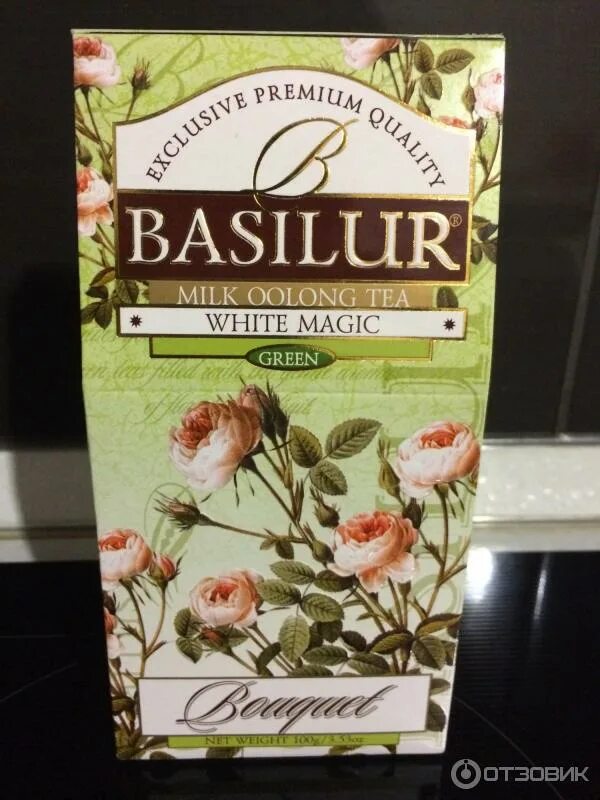 EXCLUSIVE PREMIUM QUALITY
B
BASILUR®
MILK OOLONG TEA
WHITE MAGIC
GREEN
Bouquet
NET WEIGHT 100g/3.53oz
ОТЗОВИК